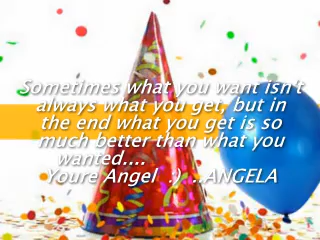 Sometimes what you want isn't
always what you get, but in
the end what you get is so
much better than what you
wanted....
Youre Angel .) ..ANGELA